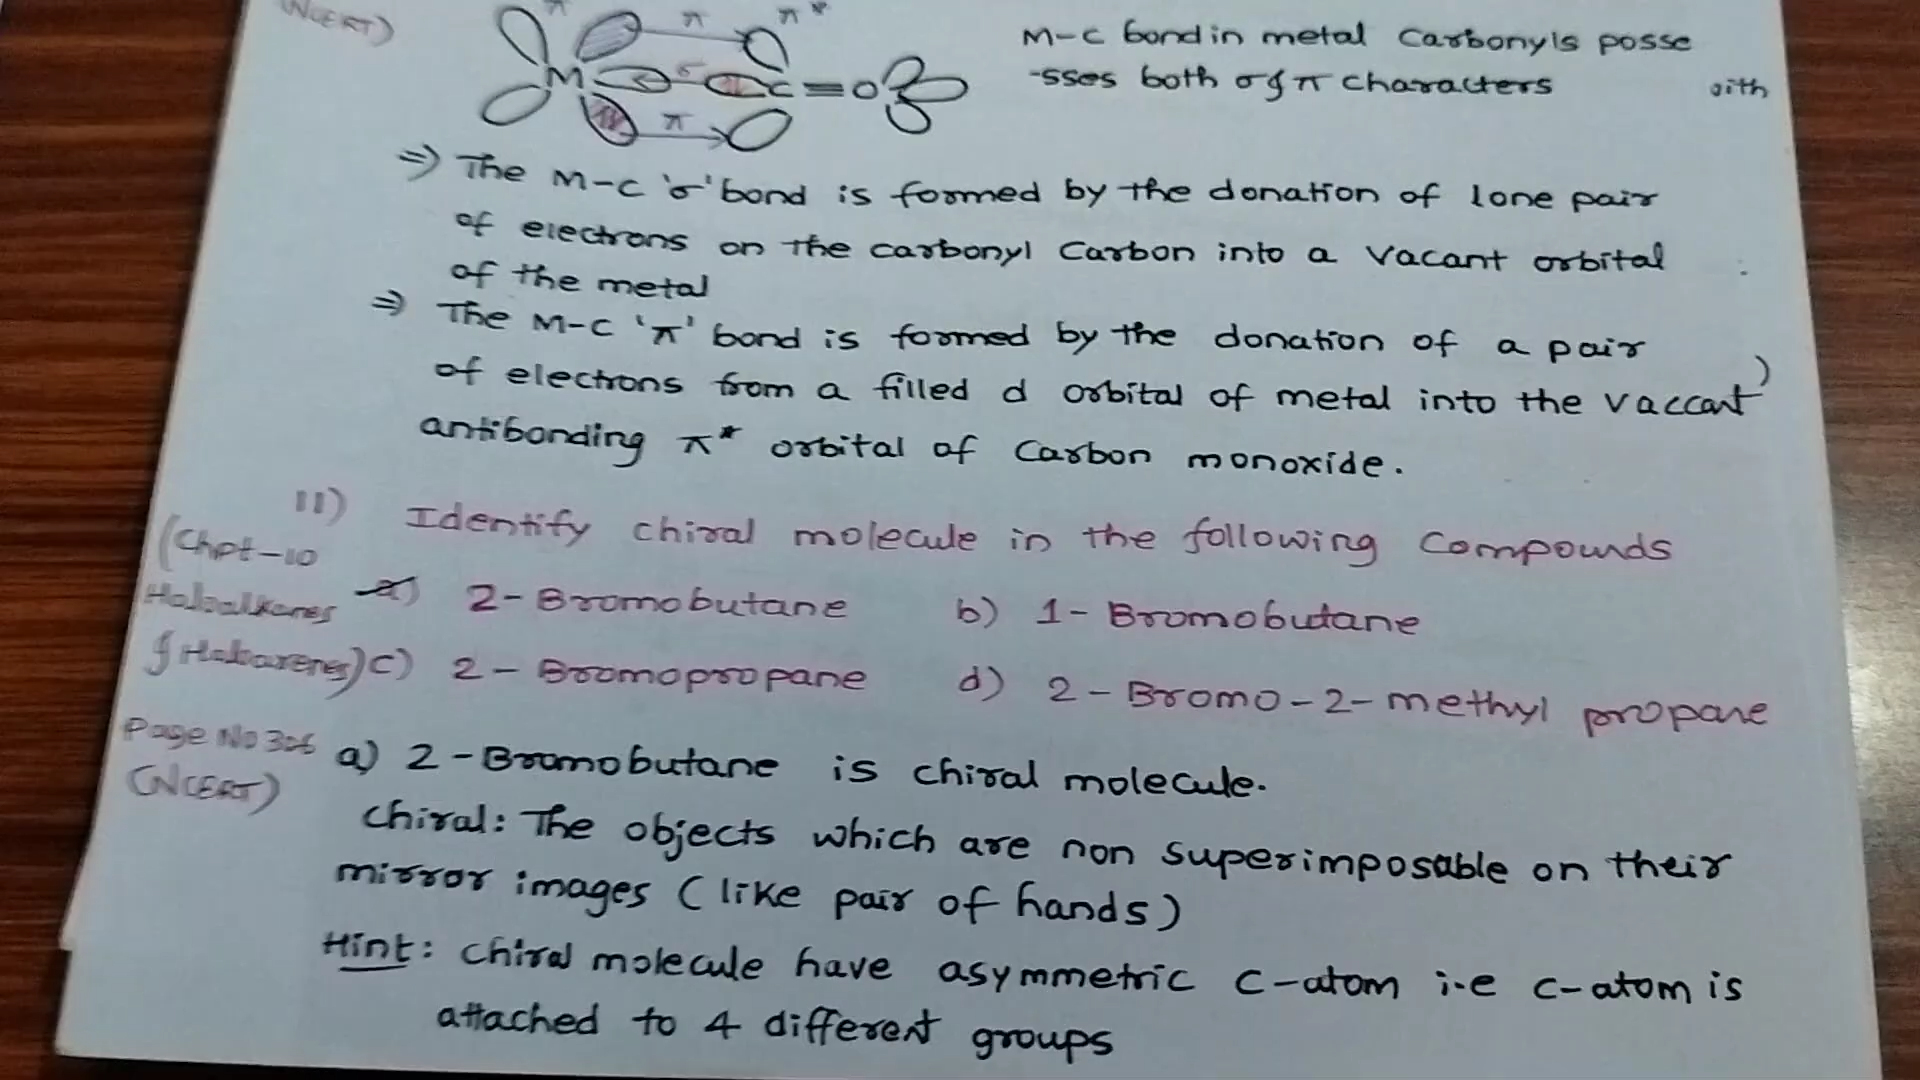 (NCERT)
π π π*
M σ C≡O
π
M-C bond in metal carbonyls posse
-sses both σ & π characters
with
⇒ The M-C 'σ' bond is formed by the donation of lone pair
of electrons on the carbonyl carbon into a vacant orbital
of the metal
⇒ The M-C 'π' bond is formed by the donation of a pair
of electrons from a filled d orbital of metal into the vaccant
antibonding π* orbital of carbon monoxide.
11) Identify chiral molecule in the following compounds
(Chpt-10
Haloalkanes
& Haloarenes)
a) 2-Bromobutane b) 1-Bromobutane
c) 2-Bromopropane d) 2-Bromo-2-methyl propane
Page No 306
(NCERT)
a) 2-Bromobutane is chiral molecule.
Chiral: The objects which are non superimposable on their
mirror images (like pair of hands)
Hint: chiral molecule have asymmetric C-atom i.e C-atom is
attached to 4 different groups